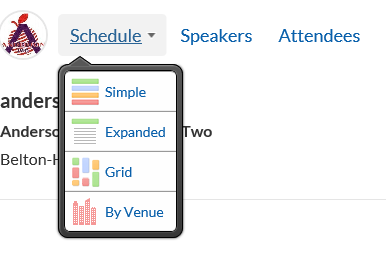 Schedule Speakers Attendees
Simple
anders
Expanded
Anderso Two
Belton-H
Grid
By Venue